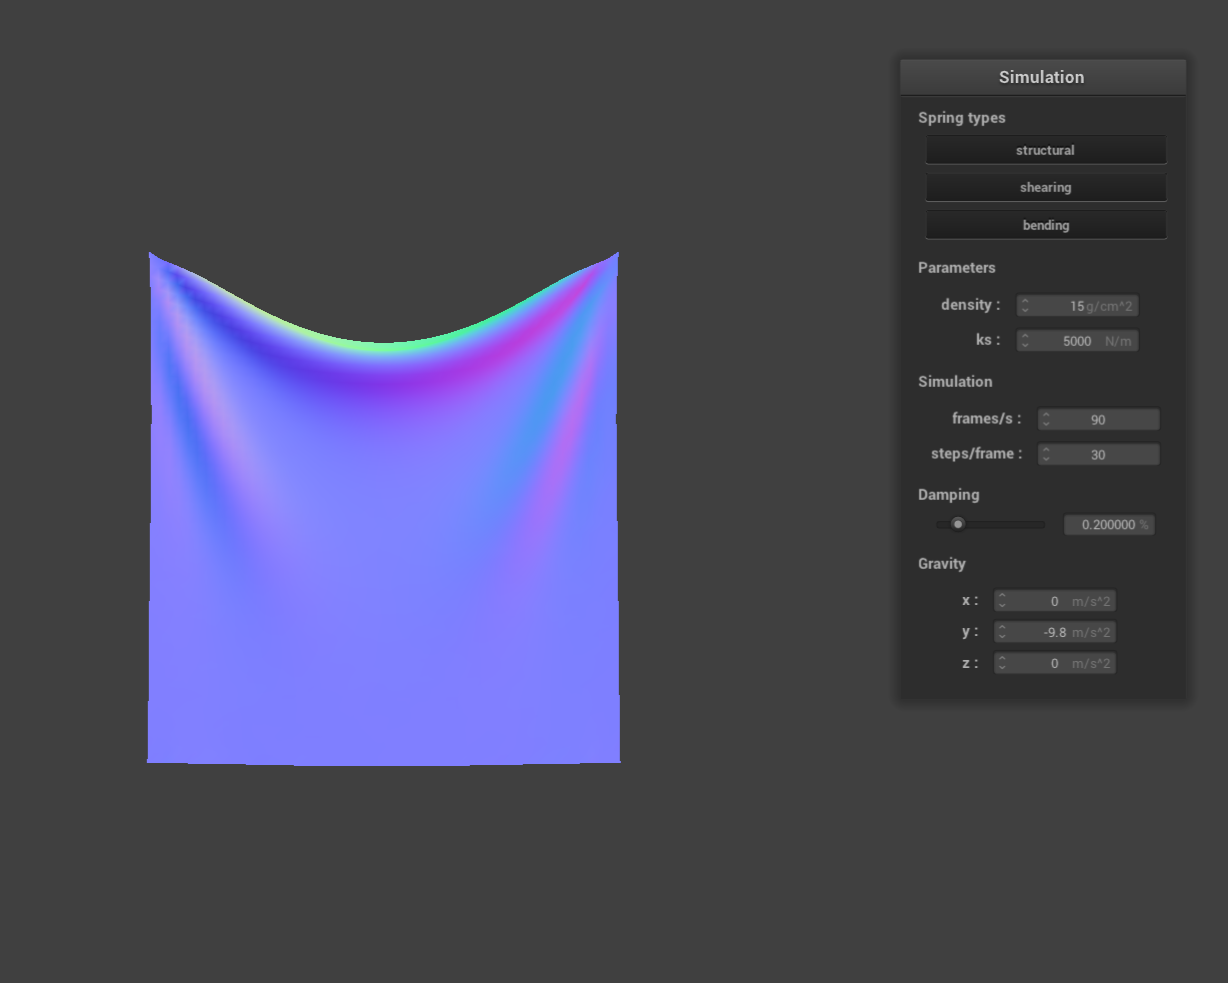 Simulation
Spring types
structural
shearing
bending
Parameters
density : 15 g/cm^2
ks : 5000 N/m
Simulation
frames/s : 90
steps/frame : 30
Damping
0.200000 %
Gravity
x : 0 m/s^2
y : -9.8 m/s^2
z : 0 m/s^2